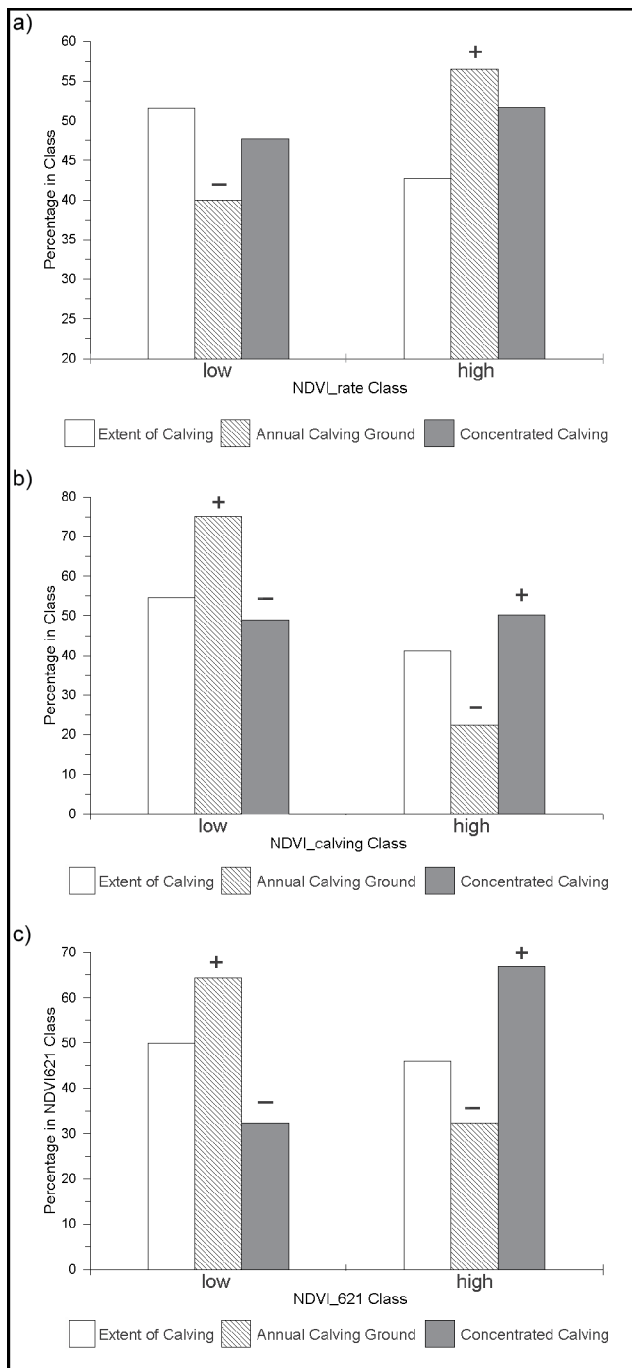 a)
60
55
50
45
40
35
30
25
20
Percentage in Class
+
−
low
high
NDVI_rate Class
Extent of Calving Annual Calving Ground Concentrated Calving
b)
80
70
60
50
40
30
20
10
0
Percentage in Class
+
−
+
−
low
high
NDVI_calving Class
Extent of Calving Annual Calving Ground Concentrated Calving
c)
70
60
50
40
30
20
10
0
Percentage in NDVI621 Class
+
−
+
−
low
high
NDVI_621 Class
Extent of Calving Annual Calving Ground Concentrated Calving